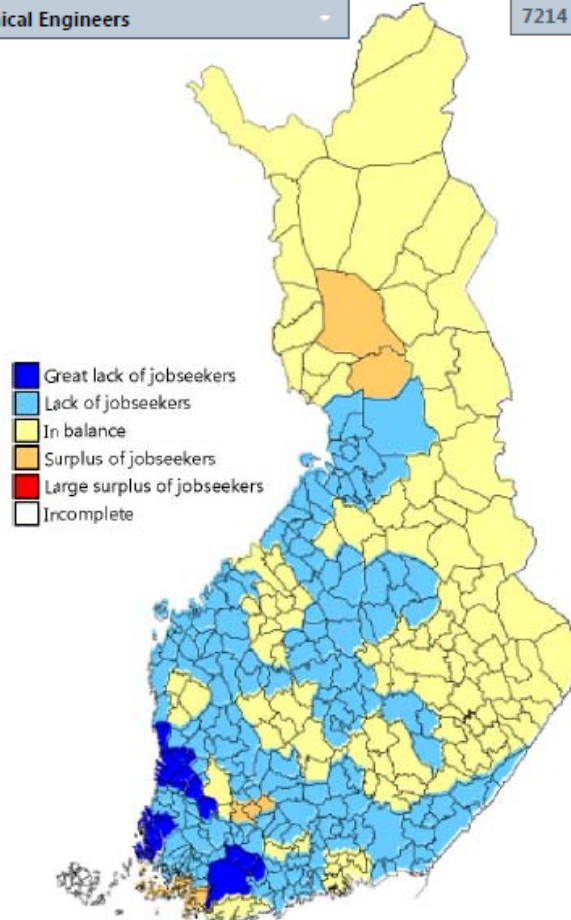 Engineers
7214
Great lack of jobseekers
Lack of jobseekers
In balance
Surplus of jobseekers
Large surplus of jobseekers
Incomplete